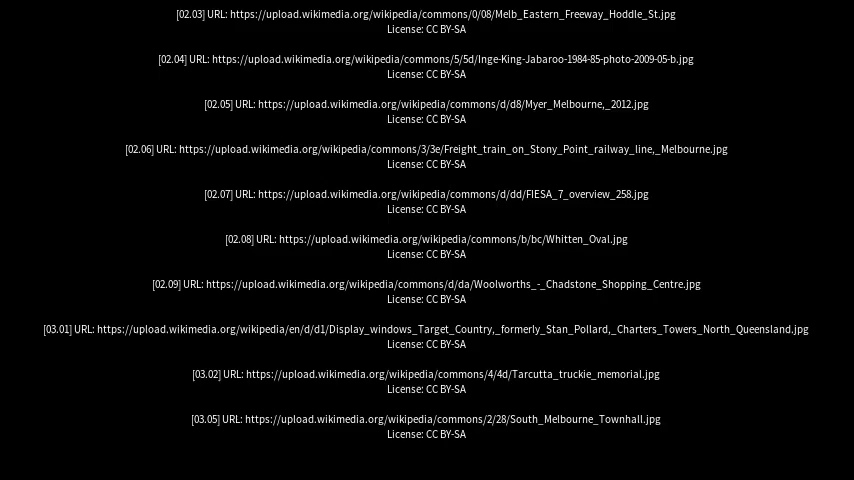 [02.03] URL: https://upload.wikimedia.org/wikipedia/commons/0/08/Melb_Eastern_Freeway_Hoddle_St.jpg
License: CC BY-SA
[02.04] URL: https://upload.wikimedia.org/wikipedia/commons/5/5d/Inge-King-Jabaroo-1984-85-photo-2009-05-b.jpg
License: CC BY-SA
[02.05] URL: https://upload.wikimedia.org/wikipedia/commons/d/d8/Myer_Melbourne,_2012.jpg
License: CC BY-SA
[02.06] URL: https://upload.wikimedia.org/wikipedia/commons/3/3e/Freight_train_on_Stony_Point_railway_line,_Melbourne.jpg
License: CC BY-SA
[02.07] URL: https://upload.wikimedia.org/wikipedia/commons/d/dd/FIESA_7_overview_258.jpg
License: CC BY-SA
[02.08] URL: https://upload.wikimedia.org/wikipedia/commons/b/bc/Whitten_Oval.jpg
License: CC BY-SA
[02.09] URL: https://upload.wikimedia.org/wikipedia/commons/d/da/Woolworths_-_Chadstone_Shopping_Centre.jpg
License: CC BY-SA
[03.01] URL: https://upload.wikimedia.org/wikipedia/en/d/d1/Display_windows_Target_Country,_formerly_Stan_Pollard,_Charters_Towers_North_Queensland.jpg
License: CC BY-SA
[03.02] URL: https://upload.wikimedia.org/wikipedia/commons/4/4d/Tarcutta_truckie_memorial.jpg
License: CC BY-SA
[03.05] URL: https://upload.wikimedia.org/wikipedia/commons/2/28/South_Melbourne_Townhall.jpg
License: CC BY-SA